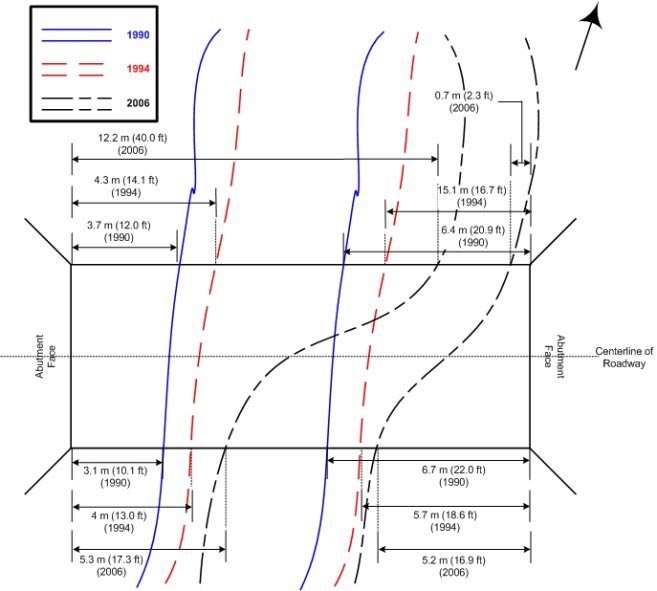 1990
1994
2006
0.7 m (2.3 ft)
(2006)
12.2 m (40.0 ft)
(2006)
4.3 m (14.1 ft)
(1994)
15.1 m (16.7 ft)
(1994)
3.7 m (12.0 ft)
(1990)
6.4 m (20.9 ft)
(1990)
Abutment
Face
Abutment
Face
Centerline of
Roadway
3.1 m (10.1 ft)
(1990)
6.7 m (22.0 ft)
(1990)
4 m (13.0 ft)
(1994)
5.7 m (18.6 ft)
(1994)
5.3 m (17.3 ft)
(2006)
5.2 m (16.9 ft)
(2006)